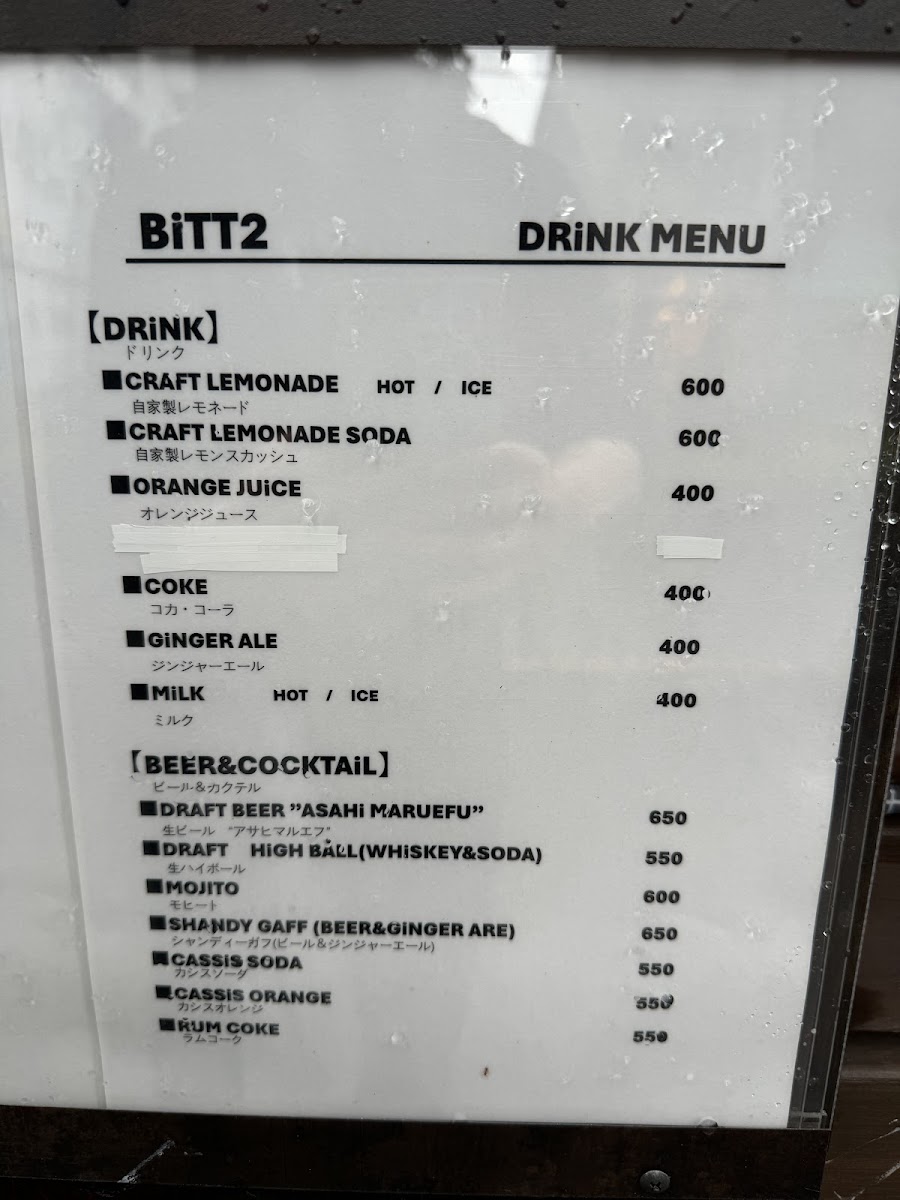 BiTT2 DRiNK MENU
【DRiNK】
ドリンク
■CRAFT LEMONADE HOT / ICE 600
自家製レモネード
■CRAFT LEMONADE SODA 600
自家製レモンスカッシュ
■ORANGE JUiCE 400
オレンジジュース
■COKE 400
コカ・コーラ
■GiNGER ALE 400
ジンジャーエール
■MiLK HOT / ICE 400
ミルク
【BEER&COCKTAiL】
ビール&カクテル
■DRAFT BEER ”ASAHi MARUEFU” 650
生ビール “アサヒマルエフ”
■DRAFT HiGH BALL(WHiSKEY&SODA) 550
生ハイボール
■MOJITO 600
モヒート
■SHANDY GAFF (BEER&GiNGER ARE) 650
シャンディーガフ(ビール&ジンジャーエール)
■CASSiS SODA 550
カシスソーダ
■CASSiS ORANGE 550
カシスオレンジ
■RUM COKE 550
ラムコーク